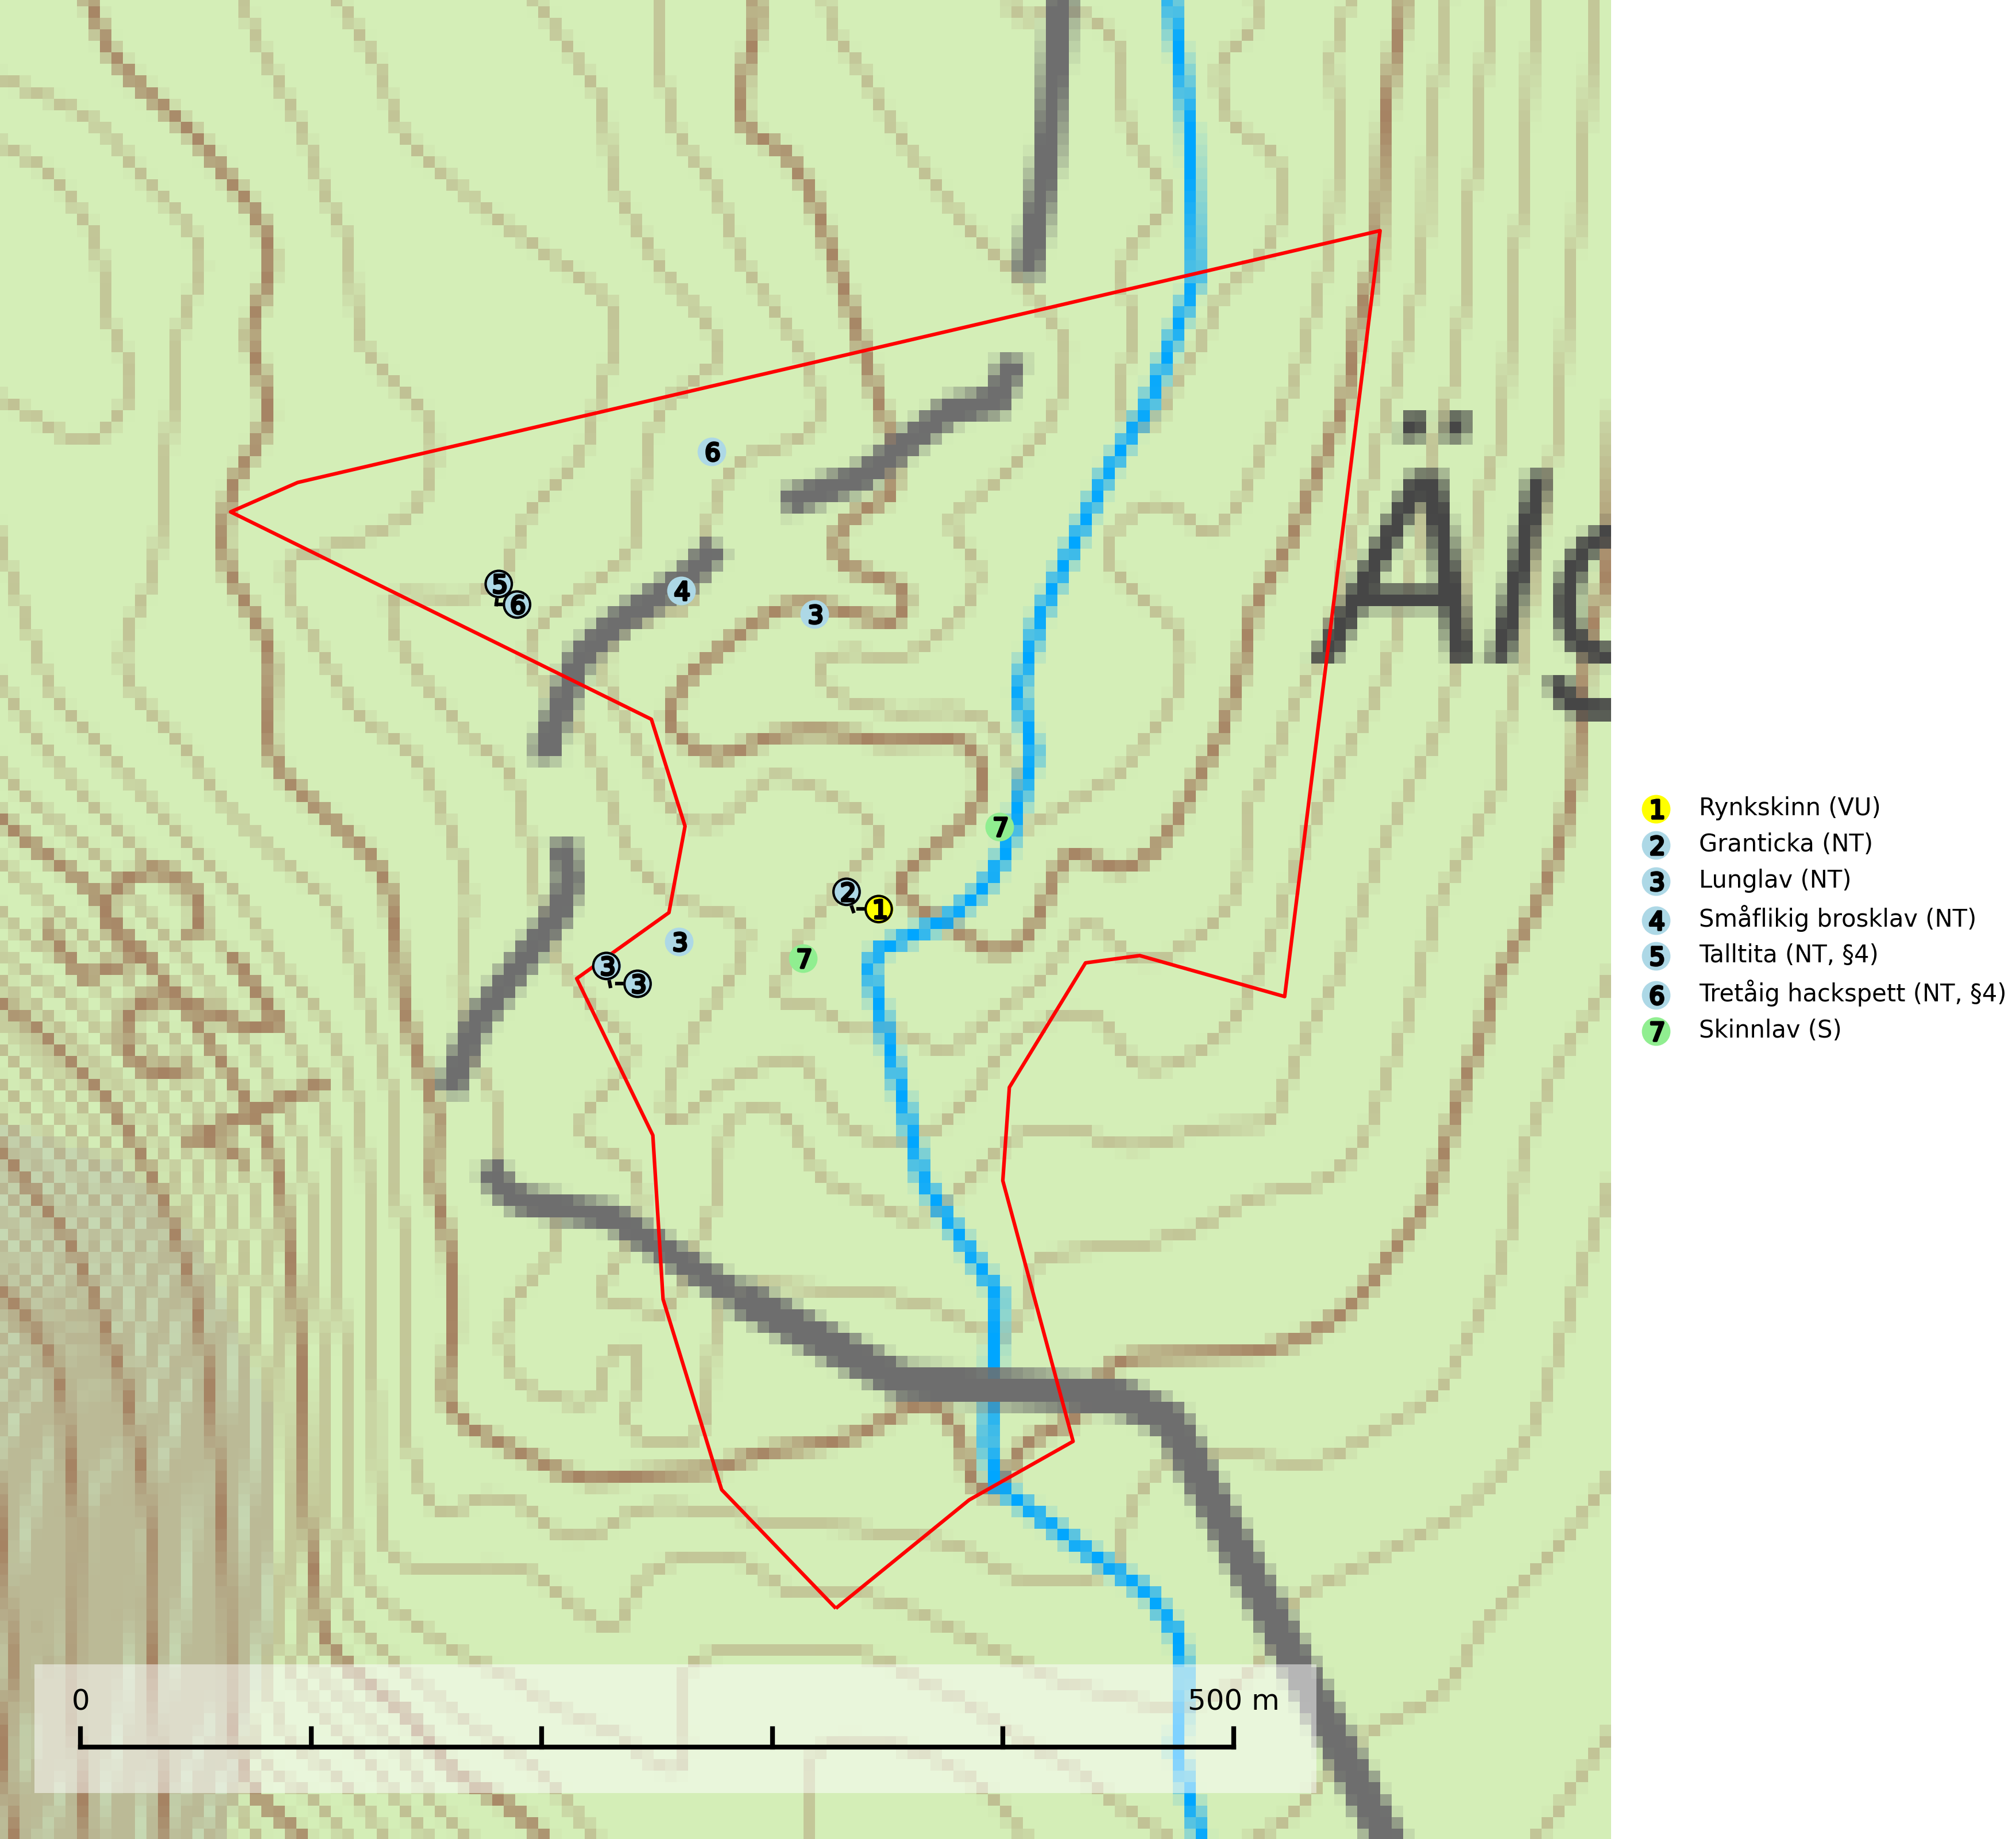 6
5
6
4
3
Äl
7
2
1
3
7
3
3
0
500 m
1 Rynkskinn (VU)
2 Granticka (NT)
3 Lunglav (NT)
4 Småflikig brosklav (NT)
5 Talltita (NT, §4)
6 Tretåig hackspett (NT, §4)
7 Skinnlav (S)